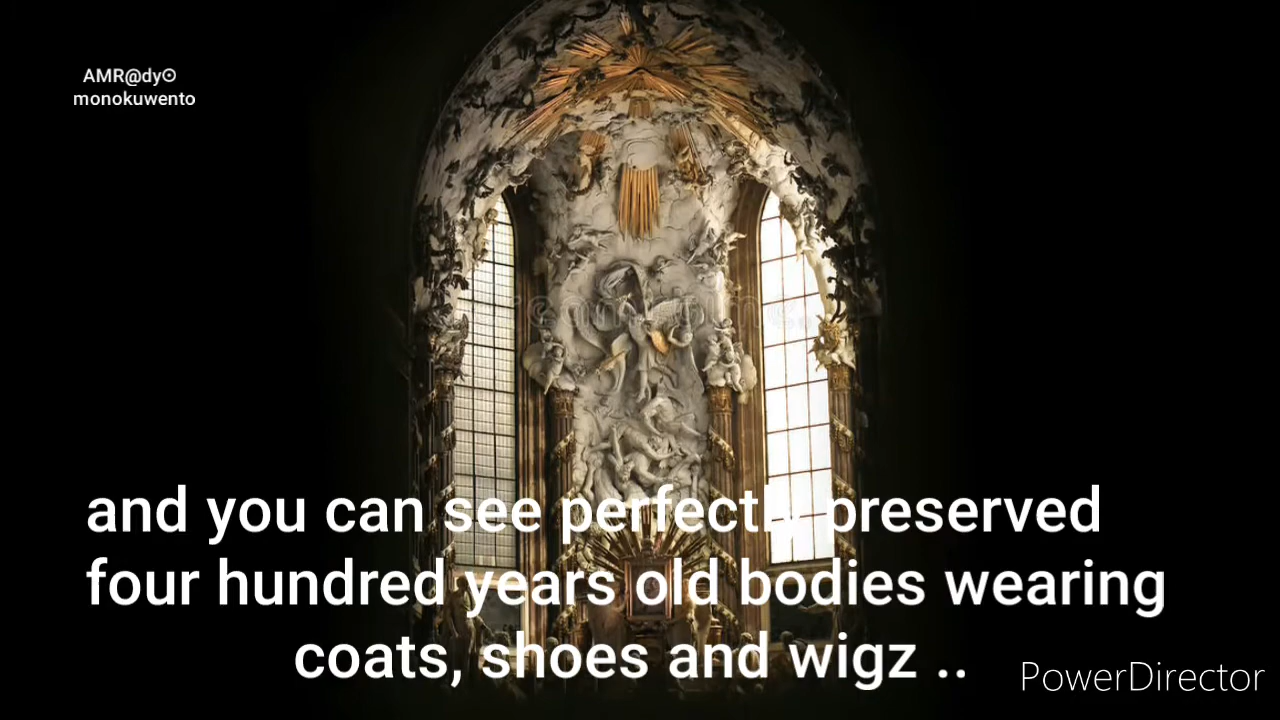 AMR@dy⊙
monokuwento
dreamstime
and you can see perfectly preserved
four hundred years old bodies wearing
coats, shoes and wigz ..
PowerDirector